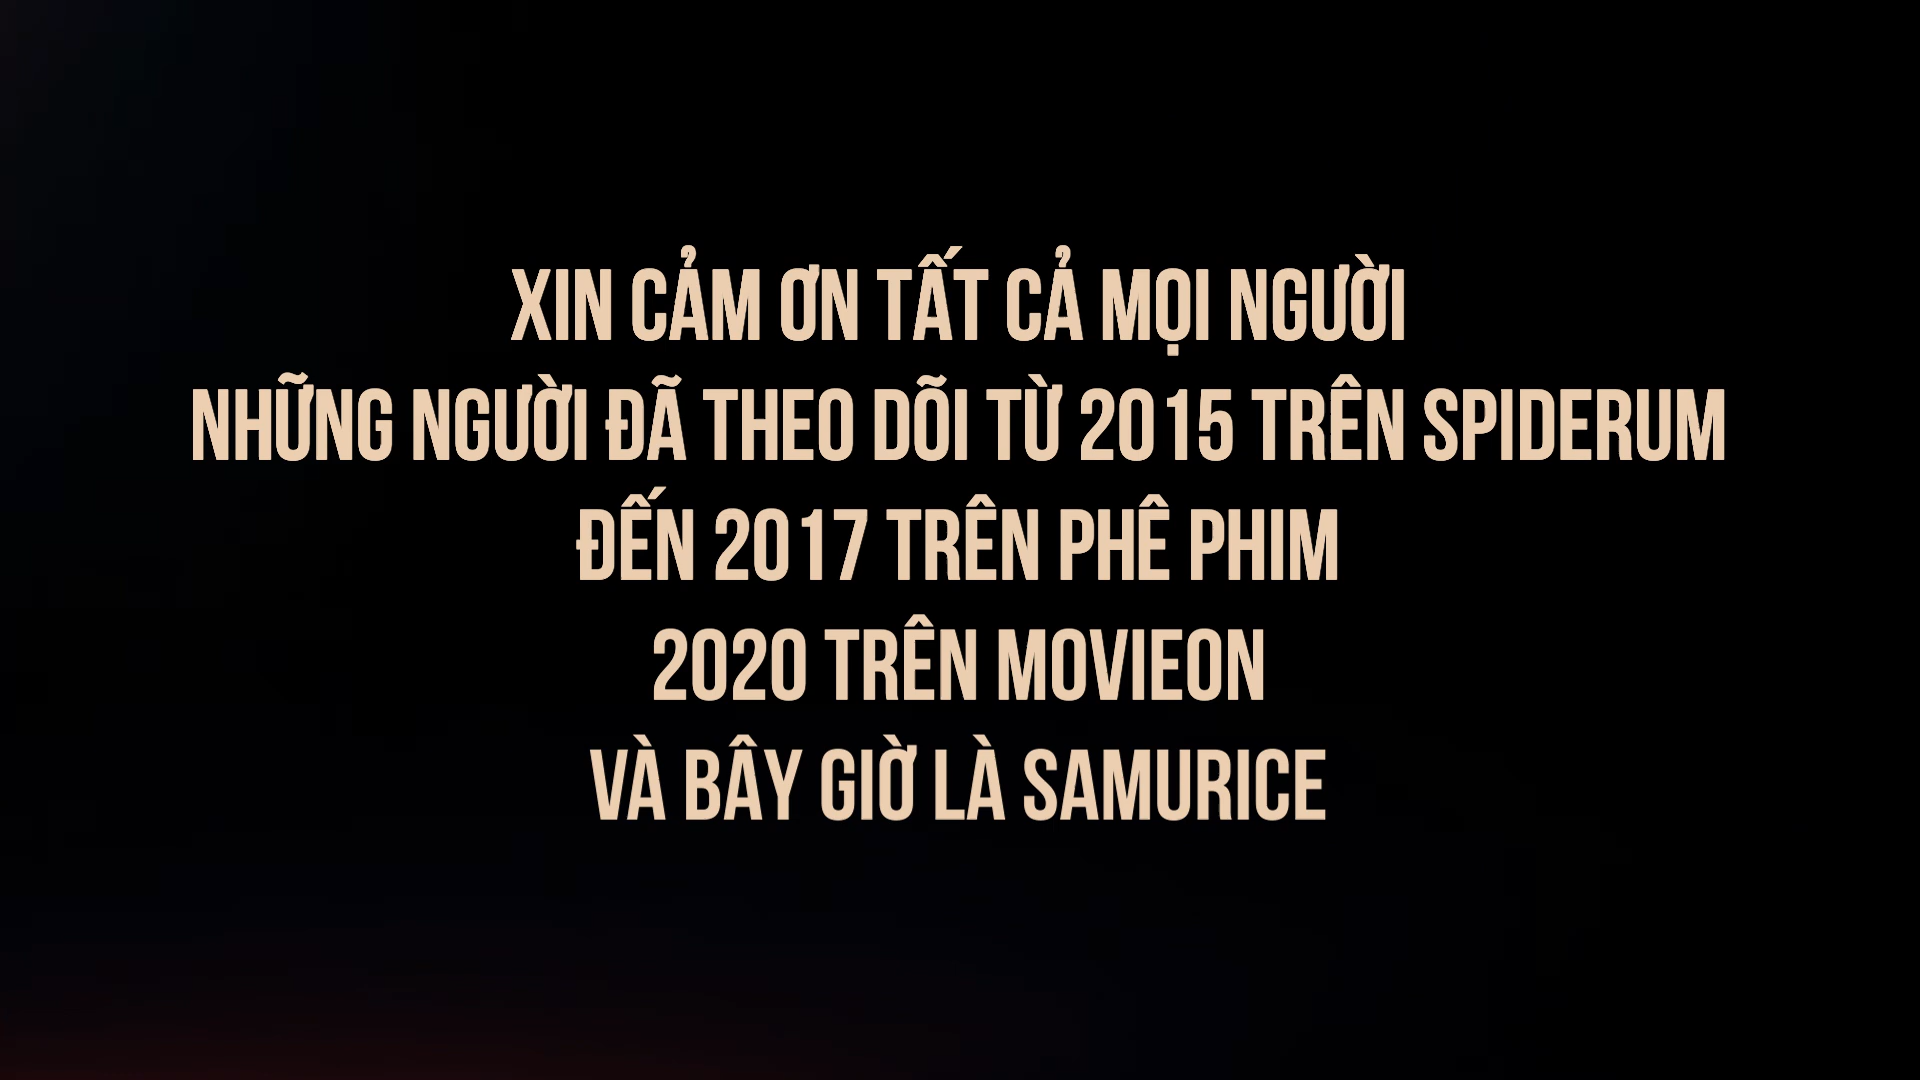 XIN CẢM ƠN TẤT CẢ MỌI NGƯỜI
NHỮNG NGƯỜI ĐÃ THEO DÕI TỪ 2015 TRÊN SPIDERUM
ĐẾN 2017 TRÊN PHÊ PHIM
2020 TRÊN MOVIEON
VÀ BÂY GIỜ LÀ SAMURICE